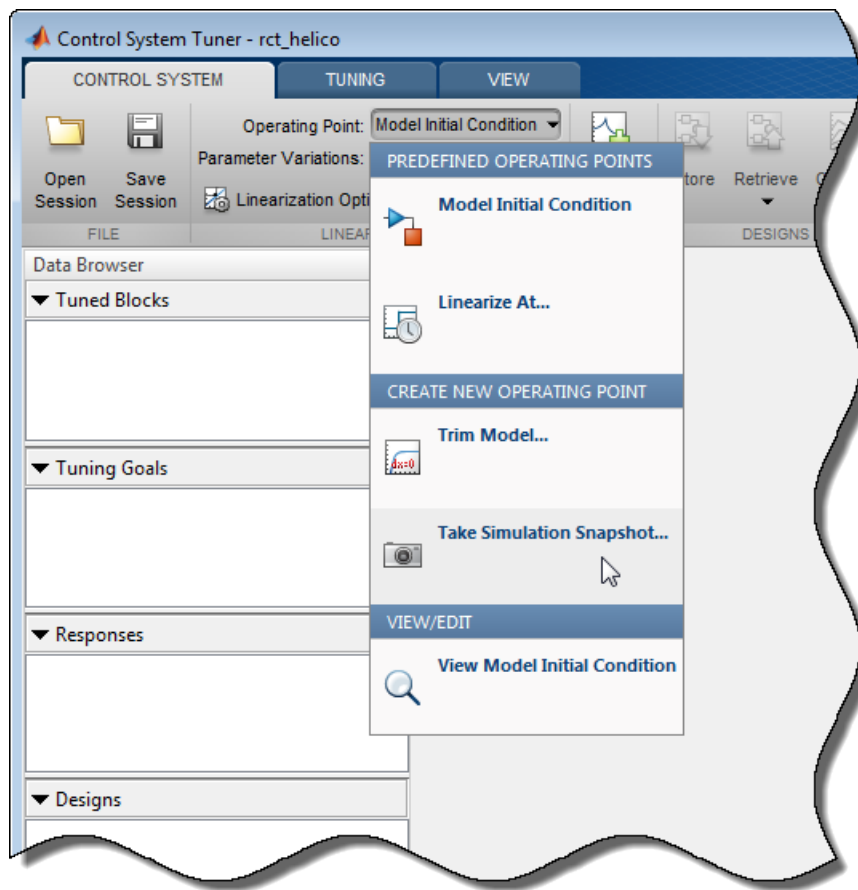 Control System Tuner - rct_helico
CONTROL SYSTEM TUNING VIEW
Operating Point: Model Initial Condition
Parameter Variations:
Open Session
Save Session
Linearization Opti
tore Retrieve
FILE LINEAR DESIGNS
PREDEFINED OPERATING POINTS
Model Initial Condition
Linearize At...
CREATE NEW OPERATING POINT
dx=0
Trim Model...
Take Simulation Snapshot...
VIEW/EDIT
View Model Initial Condition
Data Browser
Tuned Blocks
Tuning Goals
Responses
Designs